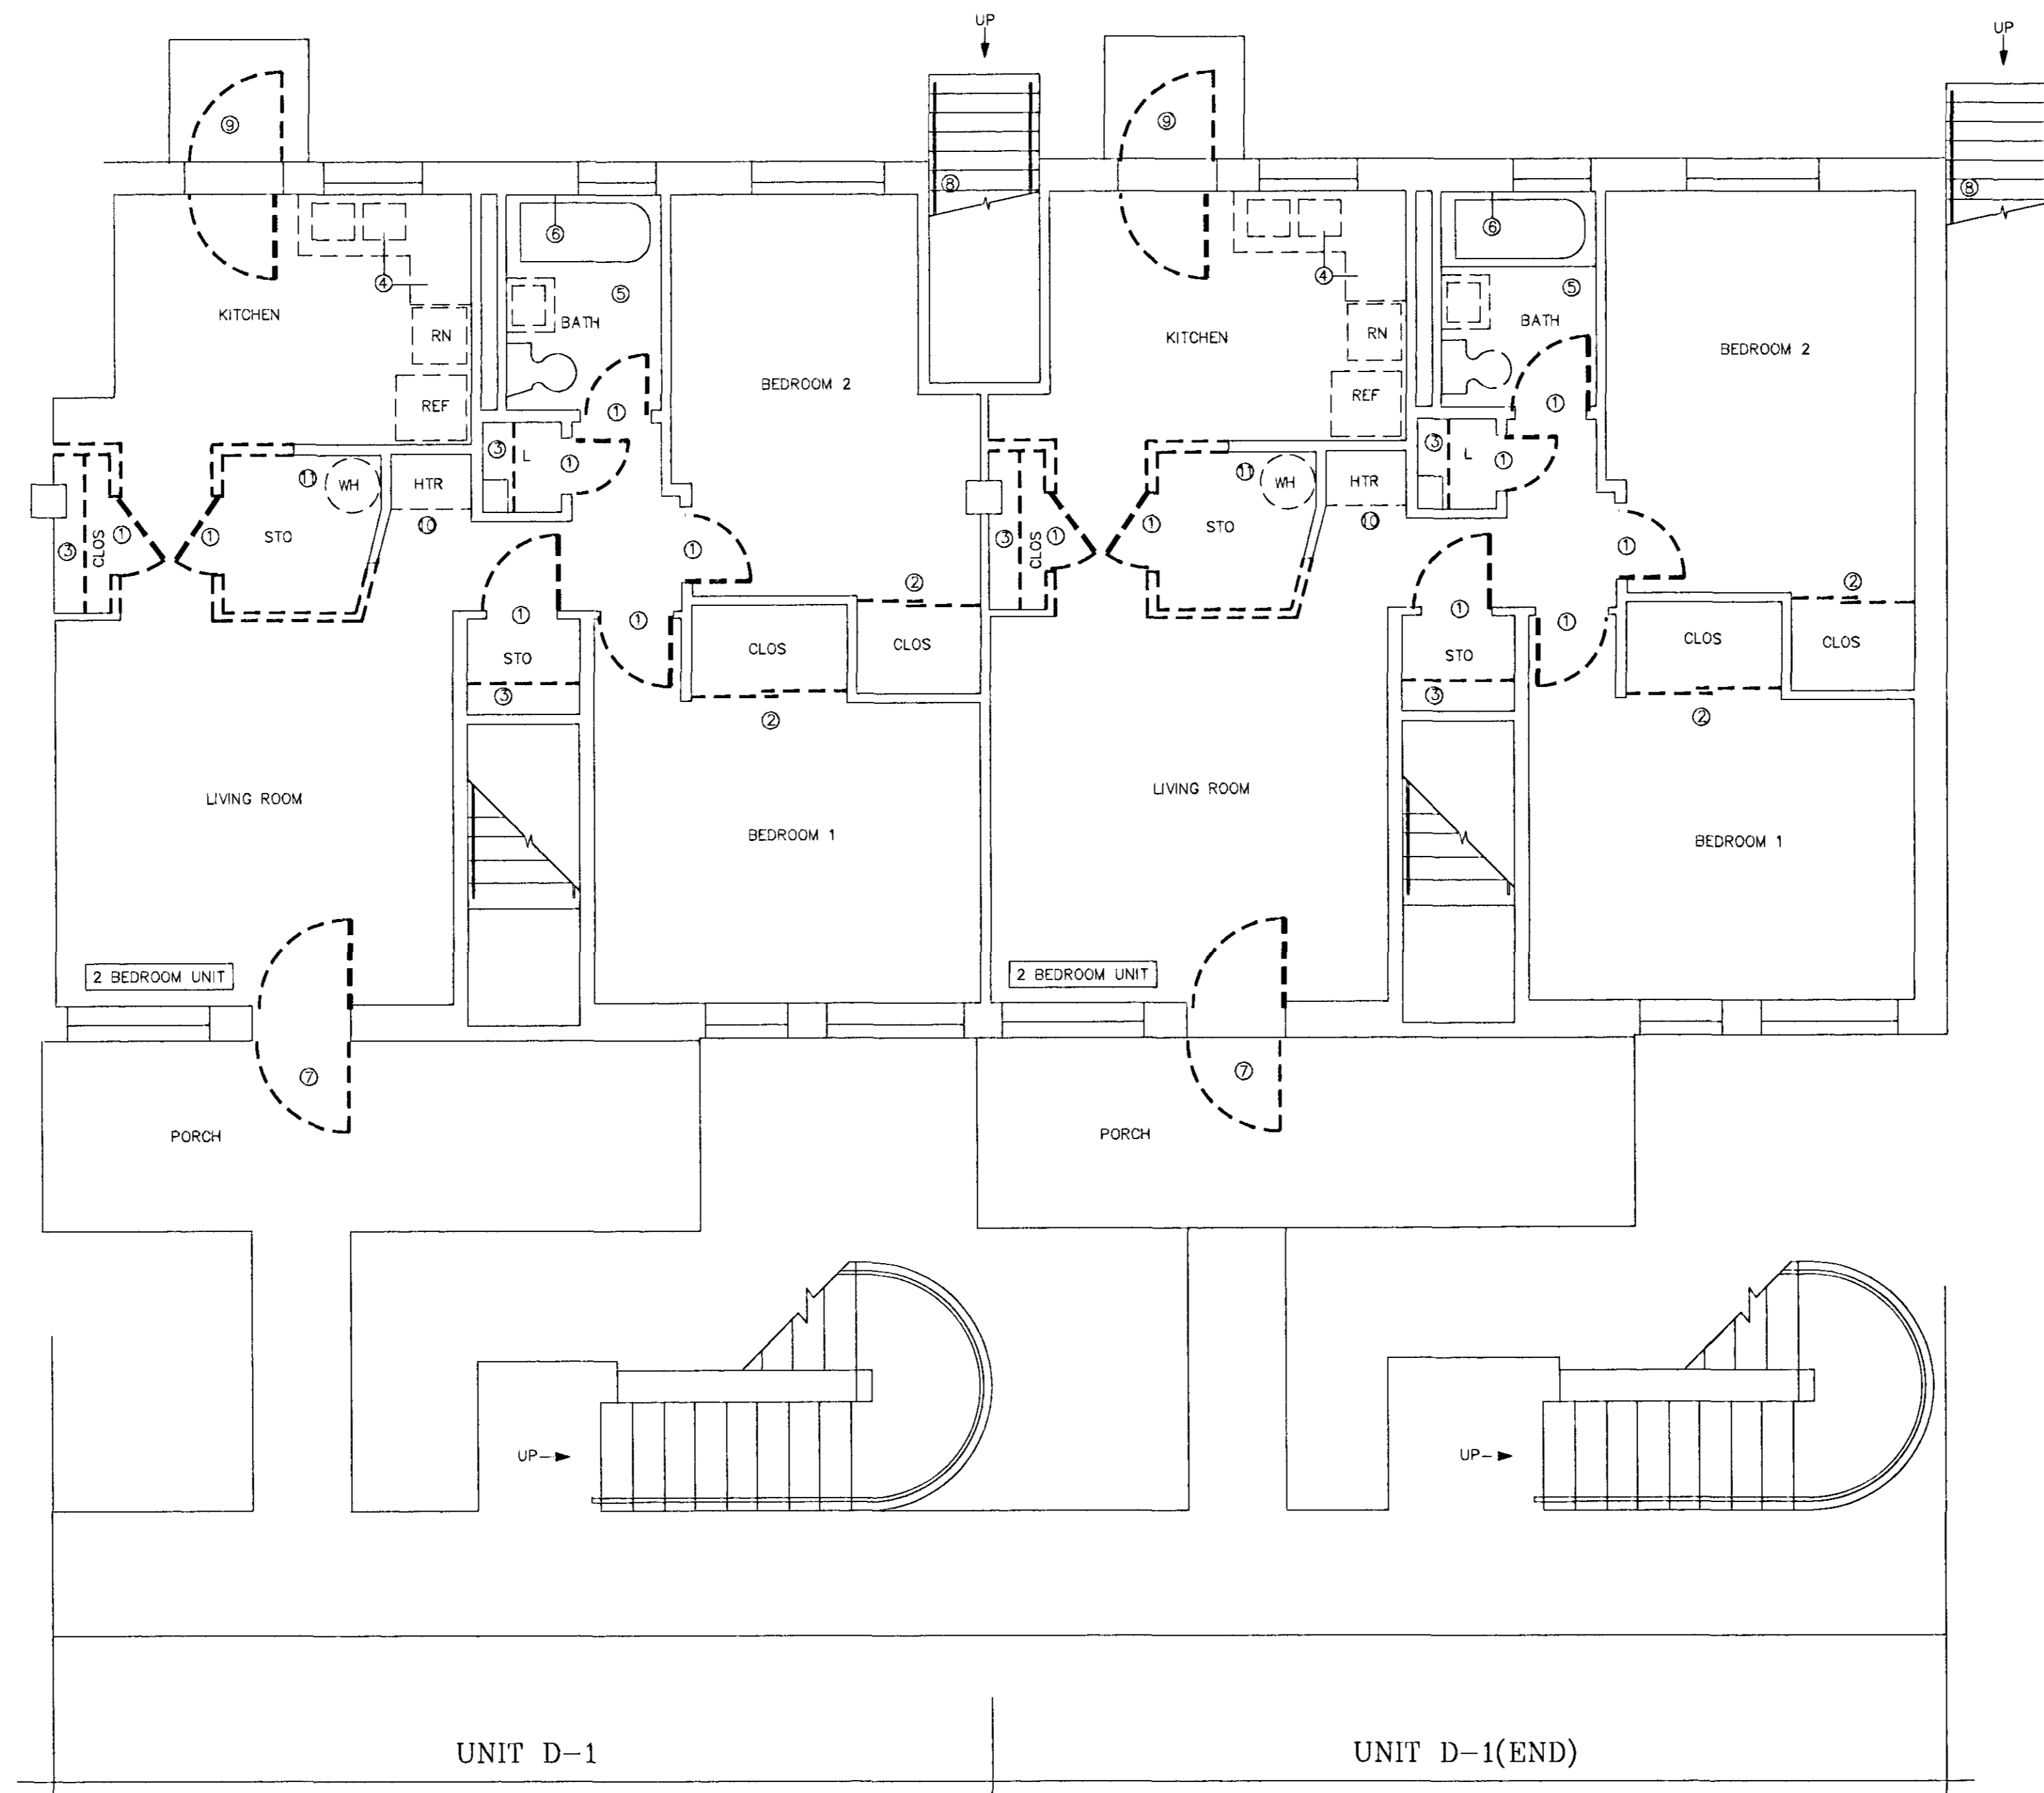 UP
UP
⑨
⑨
⑧
⑧
⑥
⑥
④
⑤
④
⑤
KITCHEN
RN
BATH
KITCHEN
RN
BATH
BEDROOM 2
BEDROOM 2
REF
①
REF
①
③
L
①
③
L
①
⑪
WH
HTR
⑪
WH
HTR
⑩
⑩
③
CLOS
①
①
STO
①
③
CLOS
①
①
STO
①
②
②
①
①
①
①
STO
CLOS
CLOS
STO
CLOS
CLOS
③
②
③
②
LIVING ROOM
BEDROOM 1
LIVING ROOM
BEDROOM 1
2 BEDROOM UNIT
2 BEDROOM UNIT
⑦
⑦
PORCH
PORCH
UP
UP
UNIT D-1
UNIT D-1(END)